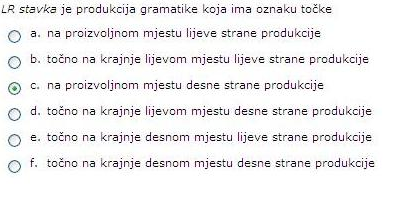 LR stavka je produkcija gramatike koja ima oznaku točke
a. na proizvoljnom mjestu lijeve strane produkcije
b. točno na krajnje lijevom mjestu lijeve strane produkcije
c. na proizvoljnom mjestu desne strane produkcije
d. točno na krajnje lijevom mjestu desne strane produkcije
e. točno na krajnje desnom mjestu lijeve strane produkcije
f. točno na krajnje desnom mjestu desne strane produkcije